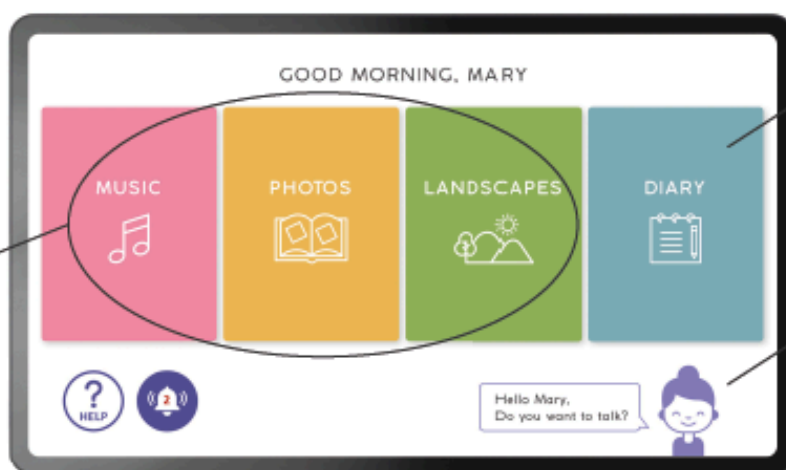 GOOD MORNING, MARY
MUSIC
PHOTOS
LANDSCAPES
DIARY
?
HELP
2
Hello Mary,
Do you want to talk?